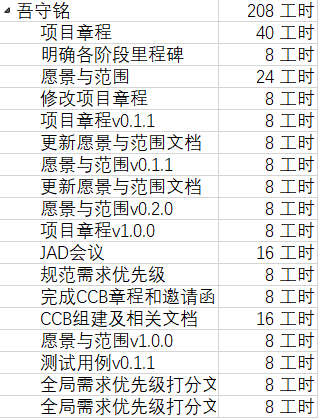 吾守铭 208 工时
项目章程 40 工时
明确各阶段里程碑 8 工时
愿景与范围 24 工时
修改项目章程 8 工时
项目章程v0.1.1 8 工时
更新愿景与范围文档 8 工时
愿景与范围v0.1.1 8 工时
更新愿景与范围文档 8 工时
愿景与范围v0.2.0 8 工时
项目章程v1.0.0 8 工时
JAD会议 16 工时
规范需求优先级 8 工时
完成CCB章程和邀请函 8 工时
CCB组建及相关文档 16 工时
愿景与范围v1.0.0 8 工时
测试用例v0.1.1 8 工时
全局需求优先级打分文 8 工时
全局需求优先级打分文 8 工时